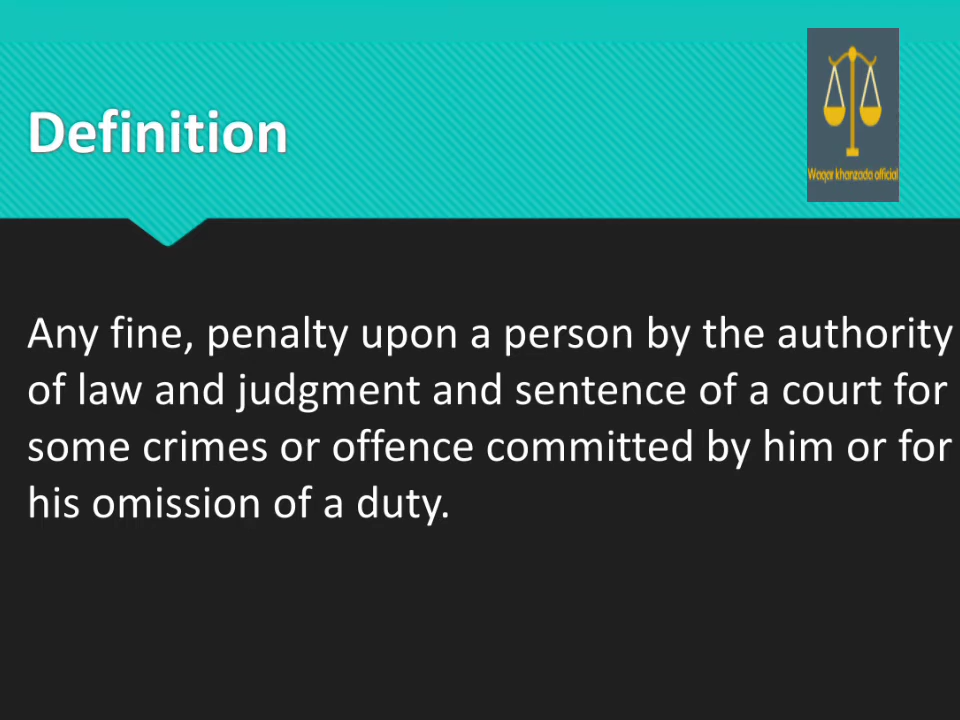 Definition
Waqar khanzada official
Any fine, penalty upon a person by the authority
of law and judgment and sentence of a court for
some crimes or offence committed by him or for
his omission of a duty.